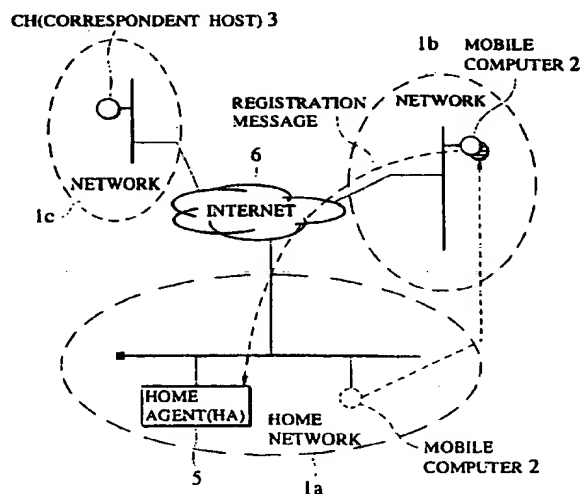 CH(CORRESPONDENT HOST) 3
1b
MOBILE
COMPUTER 2
REGISTRATION
MESSAGE
NETWORK
6
NETWORK
1c
INTERNET
HOME
AGENT(HA)
HOME
NETWORK
MOBILE
COMPUTER 2
5
1a